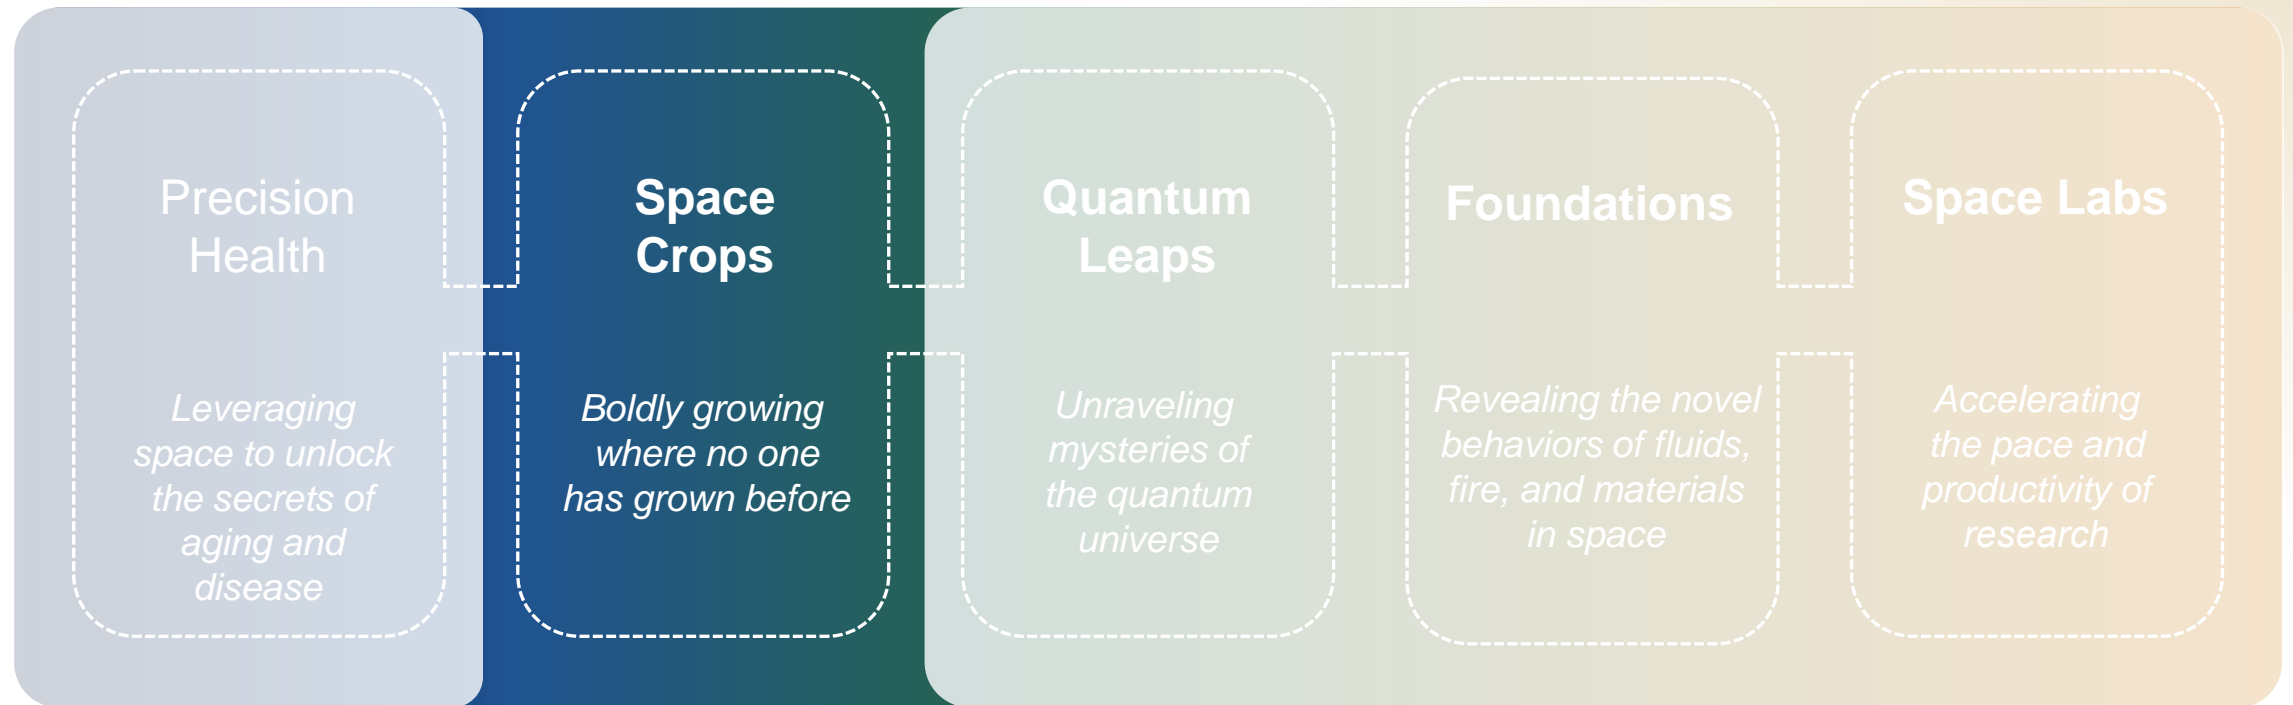 Precision
Health
Leveraging
space to unlock
the secrets of
aging and
disease
Space
Crops
Boldly growing
where no one
has grown before
Quantum
Leaps
Unraveling
mysteries of
the quantum
universe
Foundations
Revealing the novel
behaviors of fluids,
fire, and materials
in space
Space Labs
Accelerating
the pace and
productivity of
research